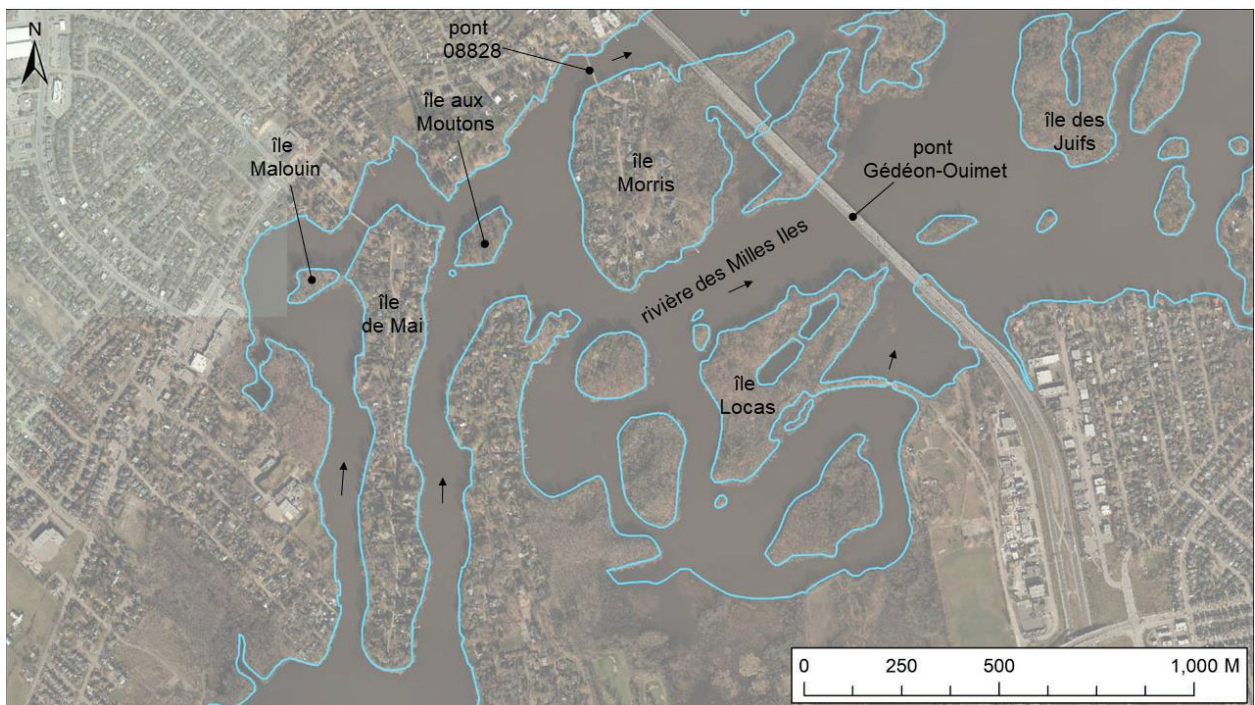 N
pont
08828
île aux
Moutons
île
Malouin
île
Morris
île des
Juifs
pont
Gédéon-Ouimet
rivière des Milles Iles
île
de Mai
île
Locas
0 250 500 1,000 M